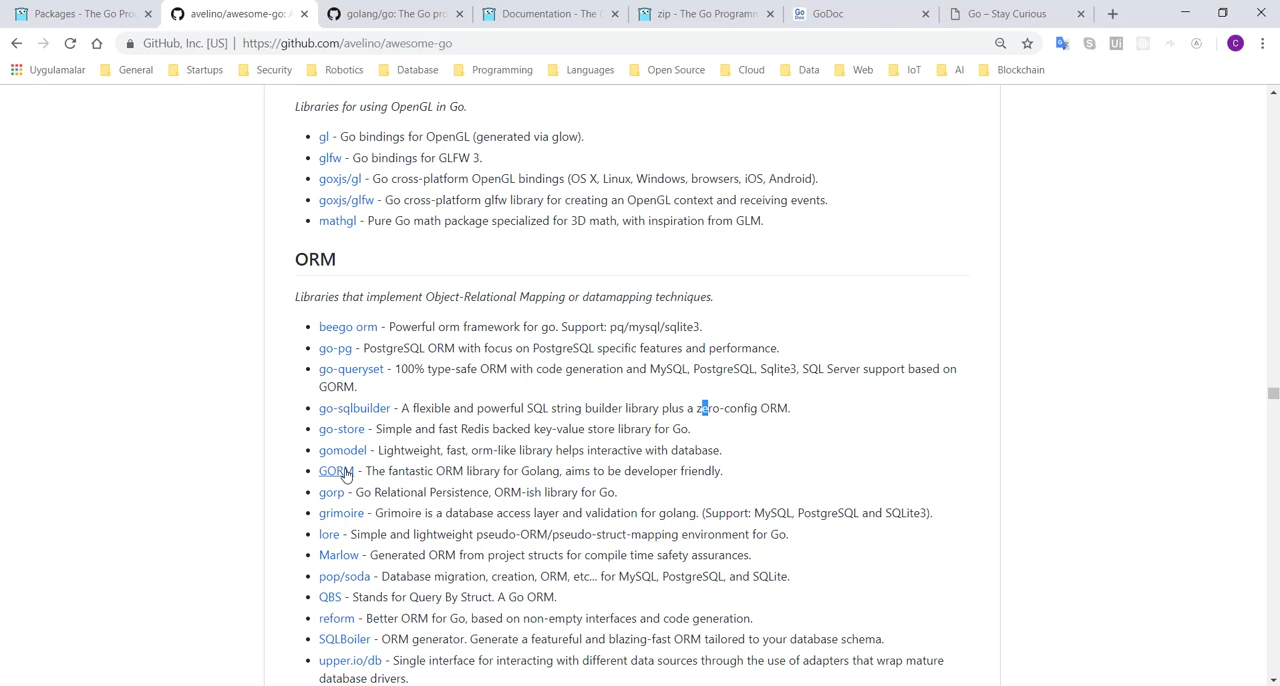 Packages - The Go Pro
avelino/awesome-go: A
golang/go: The Go pro
Documentation - The G
zip - The Go Programm
GoDoc
Go – Stay Curious
GitHub, Inc. [US] | https://github.com/avelino/awesome-go
Uygulamalar General Startups Security Robotics Database Programming Languages Open Source Cloud Data Web IoT AI Blockchain
Libraries for using OpenGL in Go.
• gl - Go bindings for OpenGL (generated via glow).
• glfw - Go bindings for GLFW 3.
• goxjs/gl - Go cross-platform OpenGL bindings (OS X, Linux, Windows, browsers, iOS, Android).
• goxjs/glfw - Go cross-platform glfw library for creating an OpenGL context and receiving events.
• mathgl - Pure Go math package specialized for 3D math, with inspiration from GLM.
ORM
Libraries that implement Object-Relational Mapping or datamapping techniques.
• beego orm - Powerful orm framework for go. Support: pq/mysql/sqlite3.
• go-pg - PostgreSQL ORM with focus on PostgreSQL specific features and performance.
• go-queryset - 100% type-safe ORM with code generation and MySQL, PostgreSQL, Sqlite3, SQL Server support based on
GORM.
• go-sqlbuilder - A flexible and powerful SQL string builder library plus a zero-config ORM.
• go-store - Simple and fast Redis backed key-value store library for Go.
• gomodel - Lightweight, fast, orm-like library helps interactive with database.
• GORM - The fantastic ORM library for Golang, aims to be developer friendly.
• gorp - Go Relational Persistence, ORM-ish library for Go.
• grimoire - Grimoire is a database access layer and validation for golang. (Support: MySQL, PostgreSQL and SQLite3).
• lore - Simple and lightweight pseudo-ORM/pseudo-struct-mapping environment for Go.
• Marlow - Generated ORM from project structs for compile time safety assurances.
• pop/soda - Database migration, creation, ORM, etc... for MySQL, PostgreSQL, and SQLite.
• QBS - Stands for Query By Struct. A Go ORM.
• reform - Better ORM for Go, based on non-empty interfaces and code generation.
• SQLBoiler - ORM generator. Generate a featureful and blazing-fast ORM tailored to your database schema.
• upper.io/db - Single interface for interacting with different data sources through the use of adapters that wrap mature
database drivers.